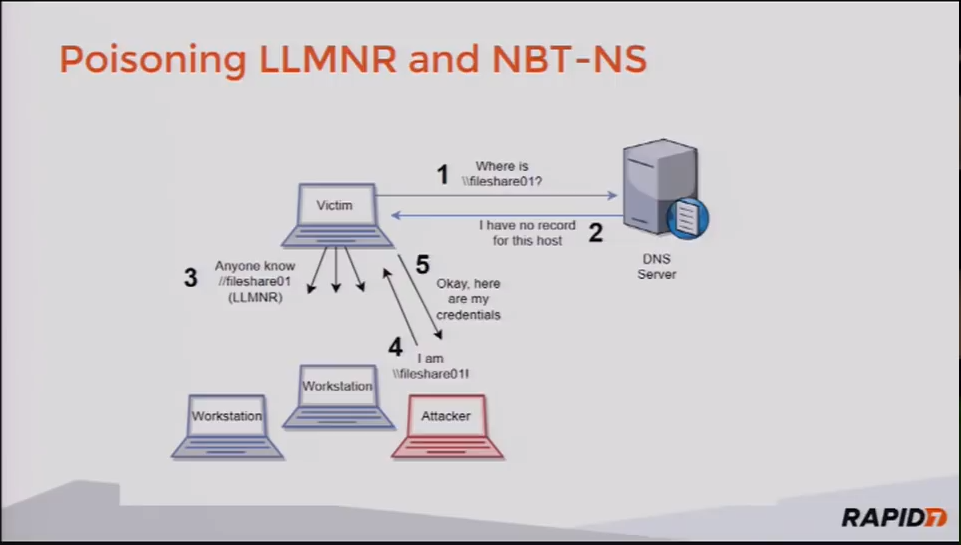 Poisoning LLMNR and NBT-NS
1
Where is
\\fileshare01?
Victim
I have no record
for this host
2
DNS
Server
3
Anyone know
//fileshare01
(LLMNR)
5
Okay, here
are my
credentials
4
I am
\\fileshare01!
Workstation
Workstation
Attacker
RAPID7